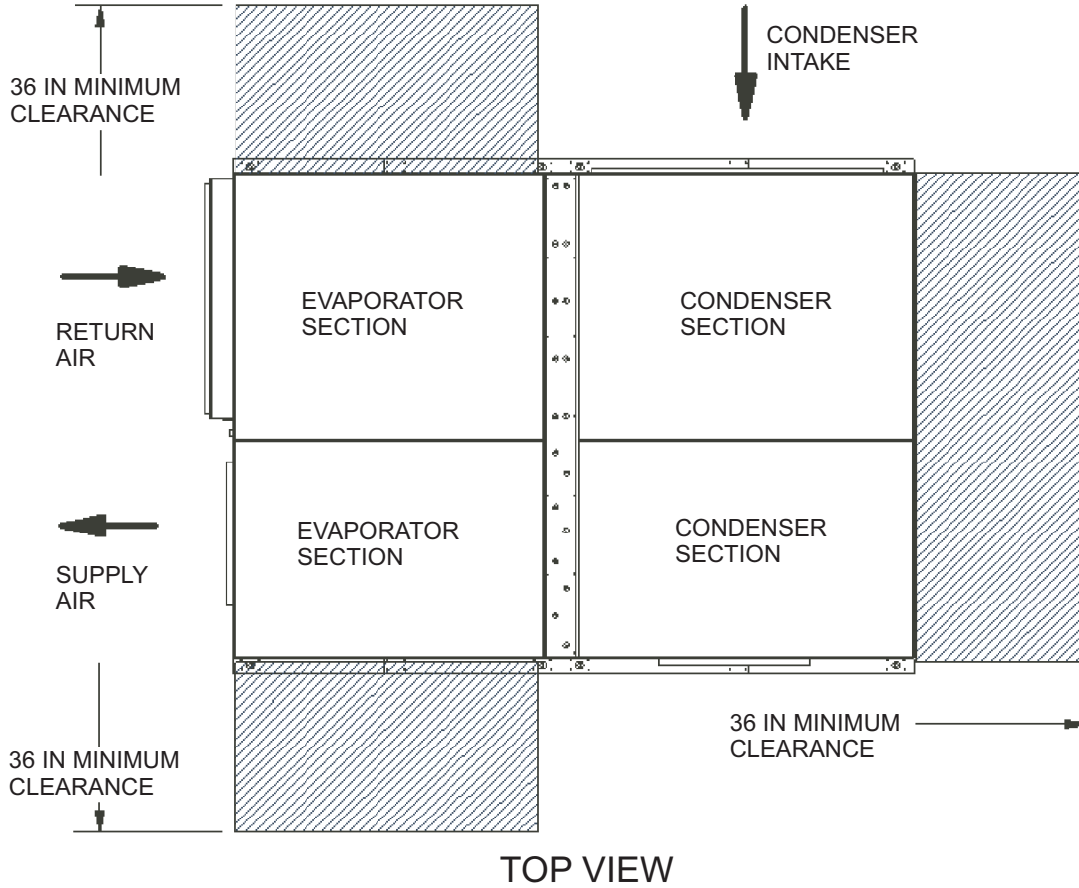 36 IN MINIMUM
CLEARANCE
CONDENSER
INTAKE
RETURN
AIR
EVAPORATOR
SECTION
CONDENSER
SECTION
SUPPLY
AIR
EVAPORATOR
SECTION
CONDENSER
SECTION
36 IN MINIMUM
CLEARANCE
36 IN MINIMUM
CLEARANCE
TOP VIEW